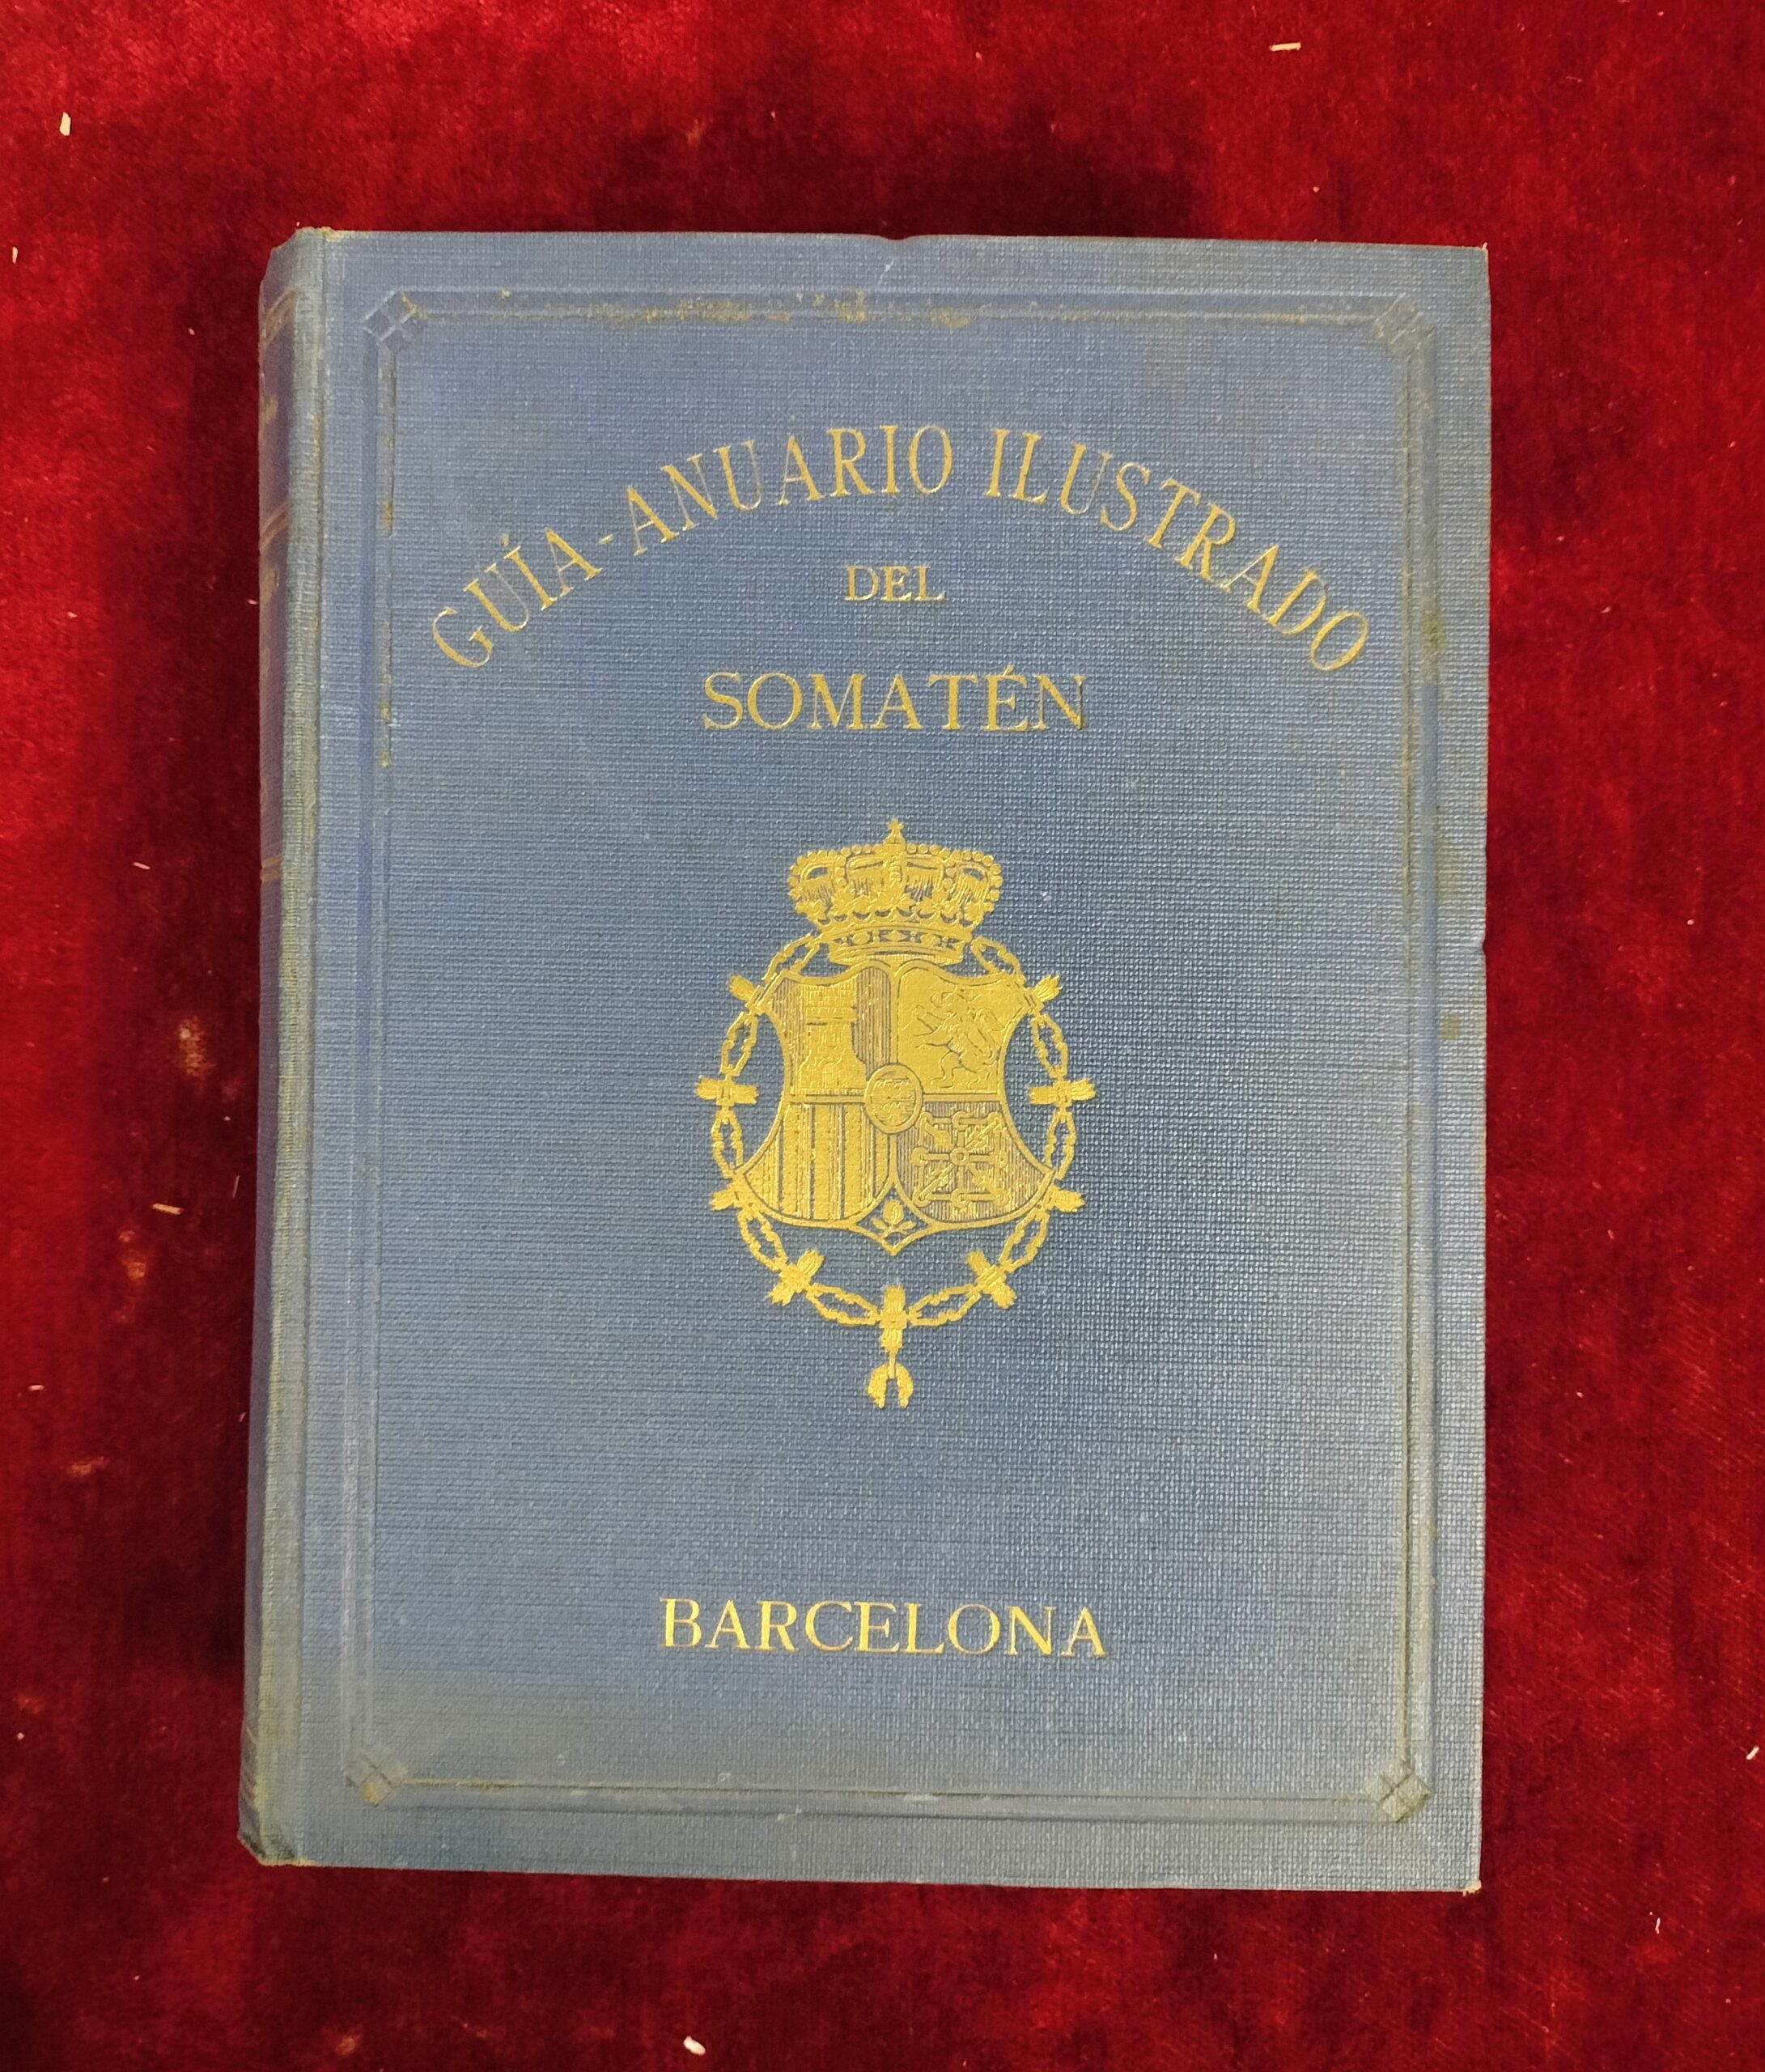 GUÍA-ANUARIO ILUSTRADO
DEL
SOMATÉN
BARCELONA